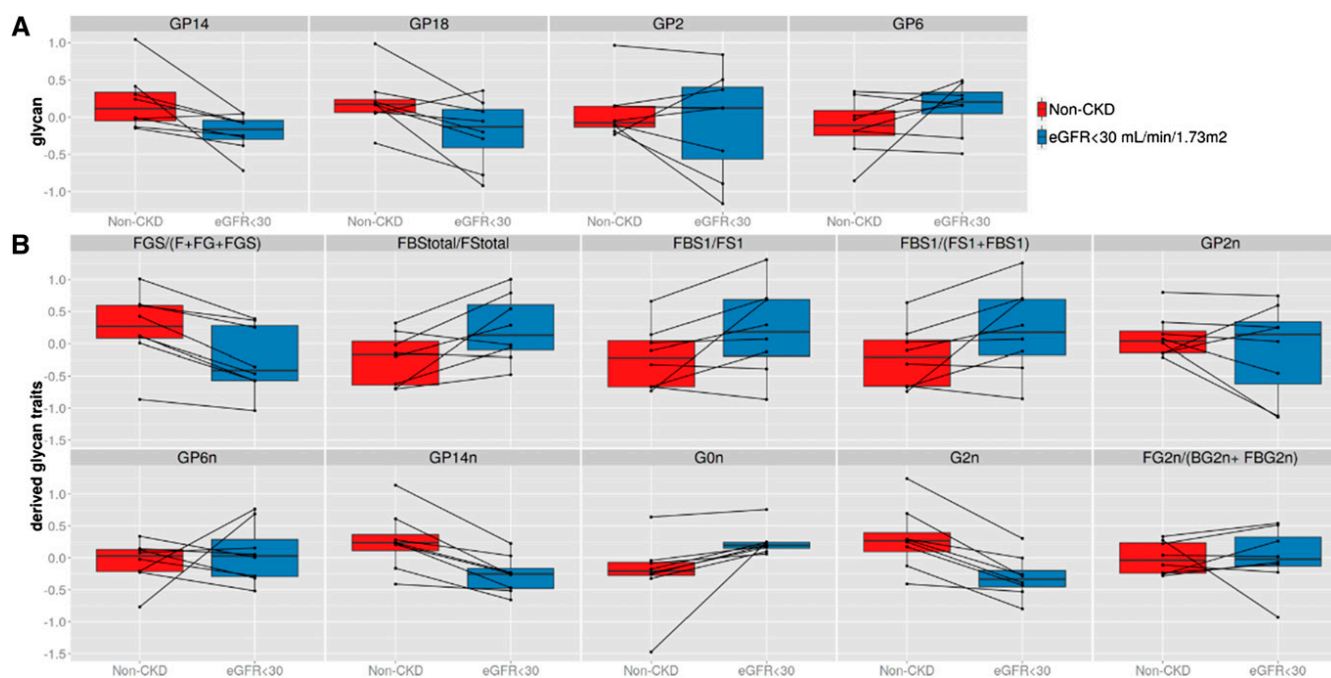 A
GP14 GP18 GP2 GP6
1.0
0.5
0.0
-0.5
-1.0
glycan
Non-CKD eGFR<30 Non-CKD eGFR<30 Non-CKD eGFR<30 Non-CKD eGFR<30
Non-CKD
eGFR<30 mL/min/1.73m2
B
FGS/(F+FG+FGS) FBStotal/FStotal FBS1/FS1 FBS1/(FS1+FBS1) GP2n
1.0
0.5
0.0
-0.5
-1.0
-1.5
derived glycan traits
GP6n GP14n G0n G2n FG2n/(BG2n+ FBG2n)
1.0
0.5
0.0
-0.5
-1.0
-1.5
Non-CKD eGFR<30 Non-CKD eGFR<30 Non-CKD eGFR<30 Non-CKD eGFR<30 Non-CKD eGFR<30